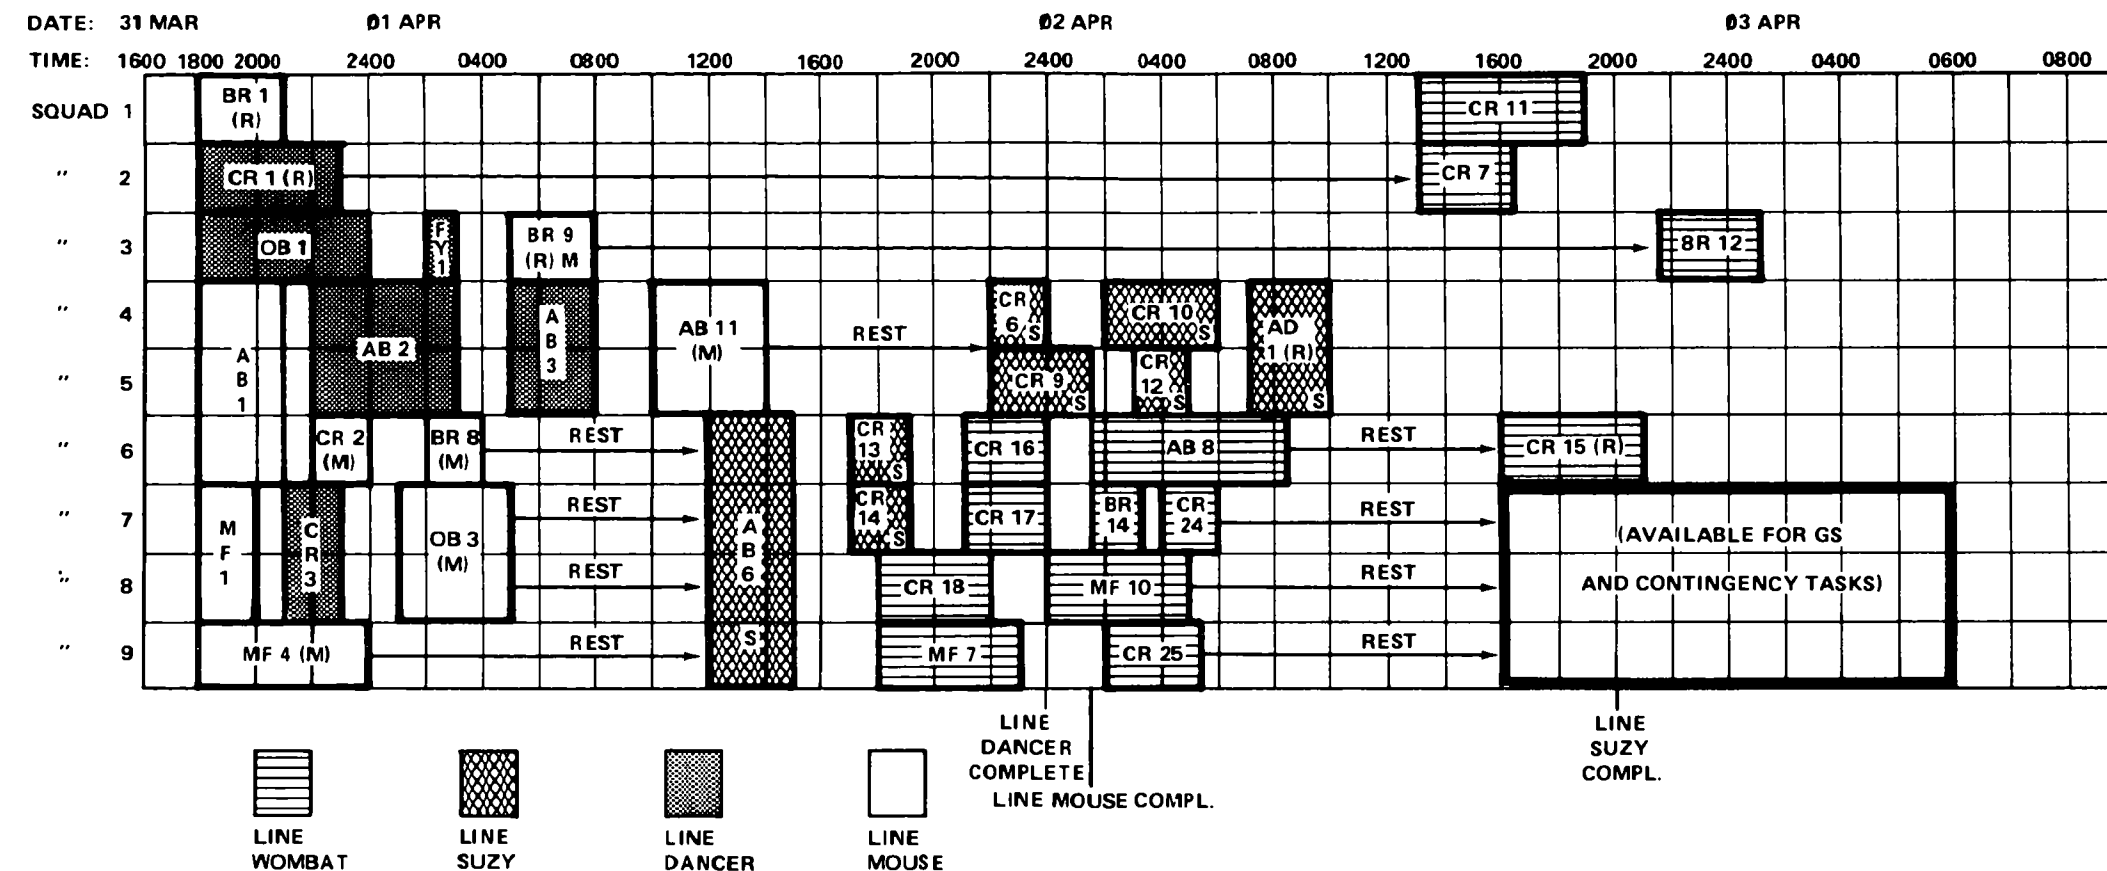 DATE: 31 MAR 01 APR 02 APR 03 APR
TIME: 1600 1800 2000 2400 0400 0800 1200 1600 2000 2400 0400 0800 1200 1600 2000 2400 0400 0600 0800
SQUAD 1
BR 1
(R)
CR 11
" 2
CR 1 (R)
CR 7
" 3
OB 1
F
Y
1
BR 9
(R) M
8R 12
" 4
A
B
1
AB 2
A
B
3
AB 11
(M)
REST
CR
6 S
CR 10
S
AD
1 (R)
S
" 5
CR 9
S
CR
12
S
" 6
CR 2
(M)
BR 8
(M)
REST
A
B
6
S
CR
13
S
CR 16
AB 8
REST
CR 15 (R)
" 7
M
F
1
C
R
3
OB 3
(M)
REST
CR
14
S
CR 17
BR
14
CR
24
REST
(AVAILABLE FOR GS
AND CONTINGENCY TASKS)
" 8
REST
CR 18
MF 10
REST
" 9
MF 4 (M)
REST
MF 7
CR 25
REST
LINE
DANCER
COMPLETE
LINE MOUSE COMPL.
LINE
SUZY
COMPL.
LINE
WOMBAT
LINE
SUZY
LINE
DANCER
LINE
MOUSE